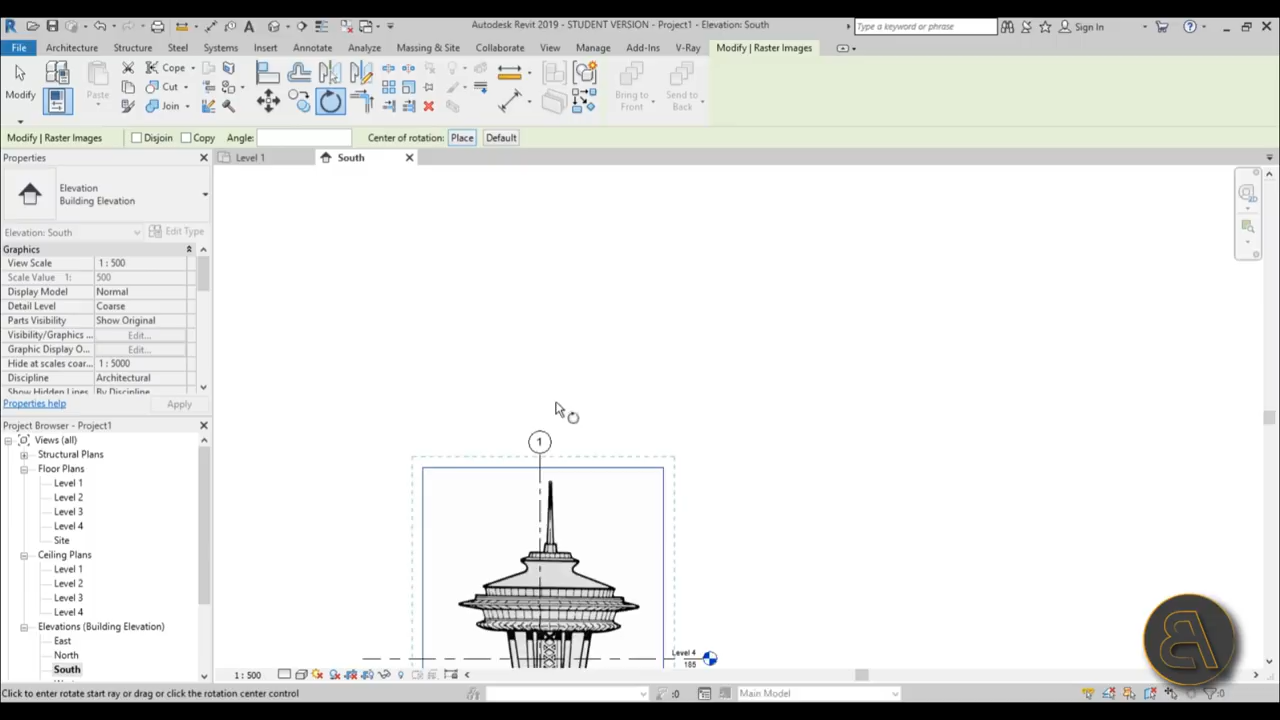 Autodesk Revit 2019 - STUDENT VERSION - Project1 - Elevation: South
Type a keyword or phrase
Sign In
File Architecture Structure Steel Systems Insert Annotate Analyze Massing & Site Collaborate View Manage Add-Ins V-Ray Modify | Raster Images
Modify
Paste
Cope
Cut
Join
Bring to Front
Send to Back
Modify | Raster Images Disjoin Copy Angle: Center of rotation: Place Default
Properties
Level 1
South
Elevation
Building Elevation
Elevation: South
Edit Type
Graphics
View Scale 1 : 500
Scale Value 1: 500
Display Model Normal
Detail Level Coarse
Parts Visibility Show Original
Visibility/Graphics ... Edit...
Graphic Display O... Edit...
Hide at scales coar... 1 : 5000
Discipline Architectural
Show Hidden Lines By Discipline
Properties help
Apply
Project Browser - Project1
Views (all)
Structural Plans
Floor Plans
Level 1
Level 2
Level 3
Level 4
Site
Ceiling Plans
Level 1
Level 2
Level 3
Level 4
Elevations (Building Elevation)
East
North
South
1
Level 4
185
1 : 500
Click to enter rotate start ray or drag or click the rotation center control
:0
Main Model
:0